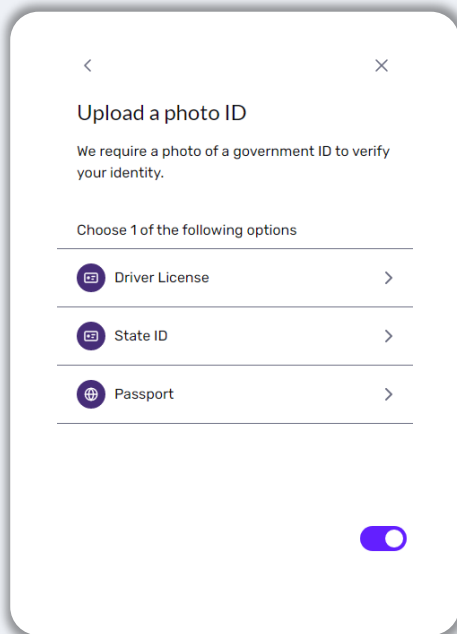 Upload a photo ID
We require a photo of a government ID to verify
your identity.
Choose 1 of the following options
Driver License
State ID
Passport